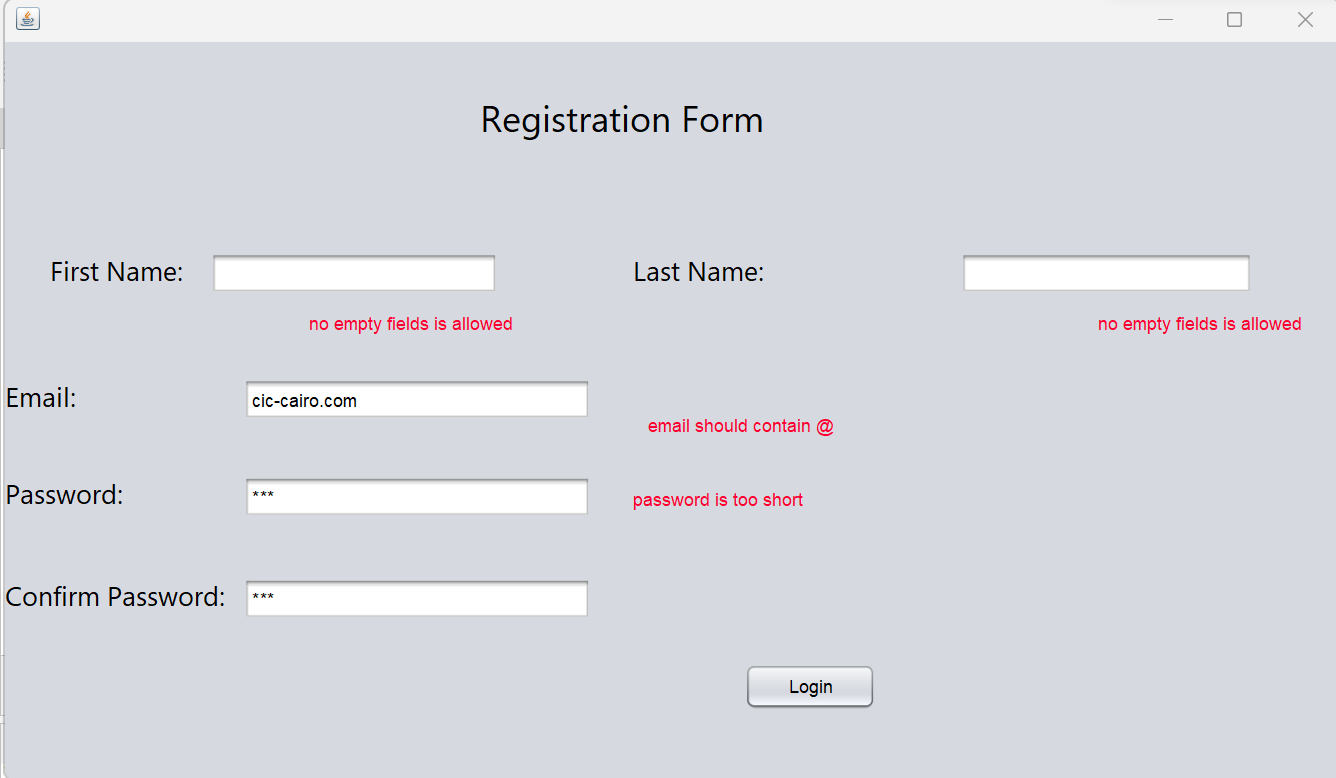 Registration Form
First Name:
Last Name:
no empty fields is allowed
no empty fields is allowed
Email:
cic-cairo.com
email should contain @
Password:
***
password is too short
Confirm Password:
***
Login